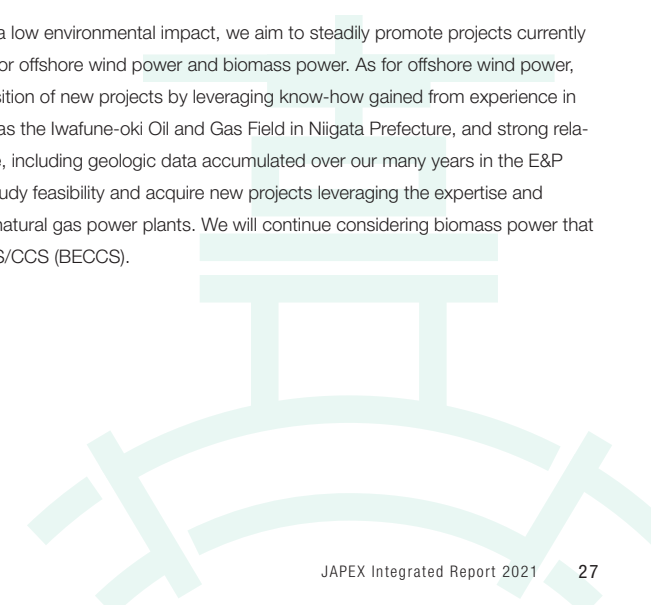 a low environmental impact, we aim to steadily promote projects currently
or offshore wind power and biomass power. As for offshore wind power,
sition of new projects by leveraging know-how gained from experience in
as the Iwafune-oki Oil and Gas Field in Niigata Prefecture, and strong rela-
e, including geologic data accumulated over our many years in the E&P
udy feasibility and acquire new projects leveraging the expertise and
natural gas power plants. We will continue considering biomass power that
S/CCS (BECCS).
JAPEX Integrated Report 2021 27